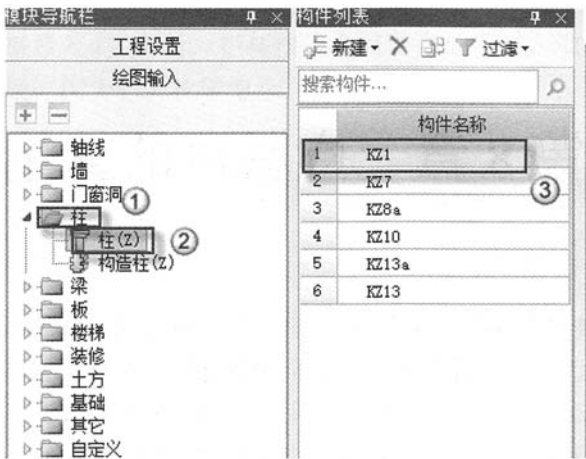 模块导航栏
工程设置
绘图输入
轴线
墙
门窗洞
①
柱
柱(Z)
②
构造柱(Z)
梁
板
楼梯
装修
土方
基础
其它
自定义
构件列表
新建 过滤
搜索构件...
构件名称
1 KZ1
③
2 KZ7
3 KZ8a
4 KZ10
5 KZ13a
6 KZ13